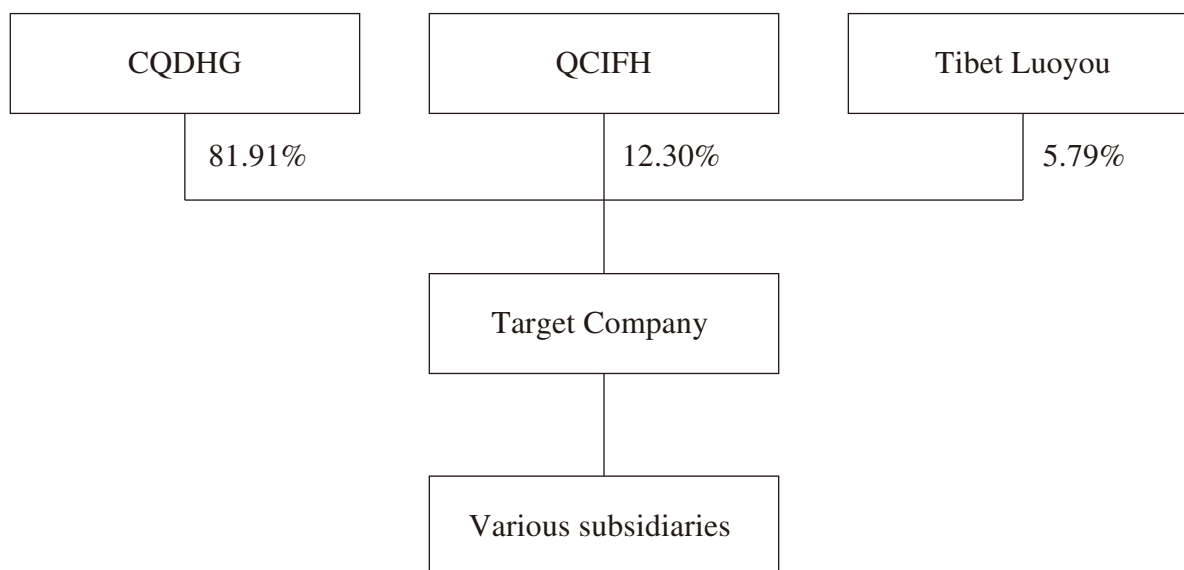 CQDHG
QCIFH
Tibet Luoyou
81.91%
12.30%
5.79%
Target Company
Various subsidiaries